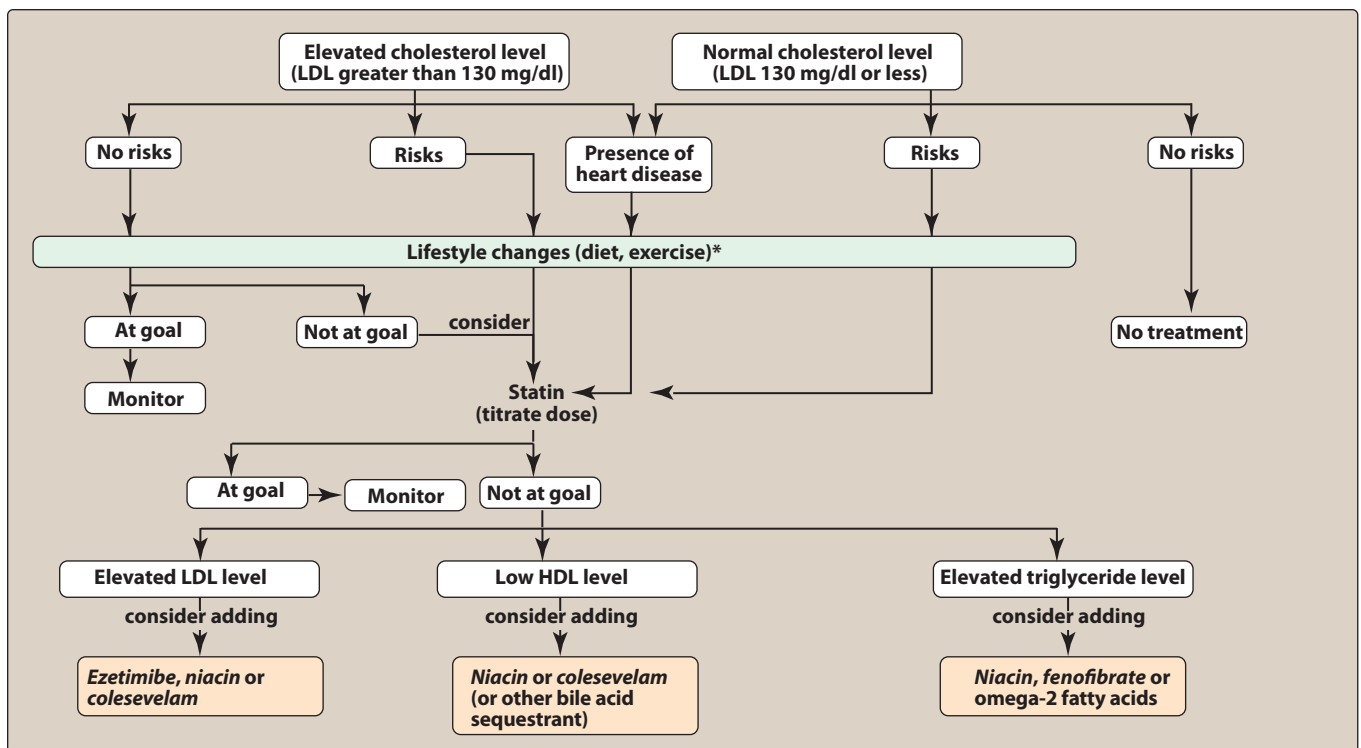 Elevated cholesterol level
(LDL greater than 130 mg/dl)
Normal cholesterol level
(LDL 130 mg/dl or less)
No risks
Risks
Presence of
heart disease
Risks
No risks
Lifestyle changes (diet, exercise)*
At goal
Not at goal
consider
No treatment
Monitor
Statin
(titrate dose)
At goal
Monitor
Not at goal
Elevated LDL level
Low HDL level
Elevated triglyceride level
consider adding
consider adding
consider adding
Ezetimibe, niacin or
colesevelam
Niacin or colesevelam
(or other bile acid
sequestrant)
Niacin, fenofibrate or
omega-2 fatty acids